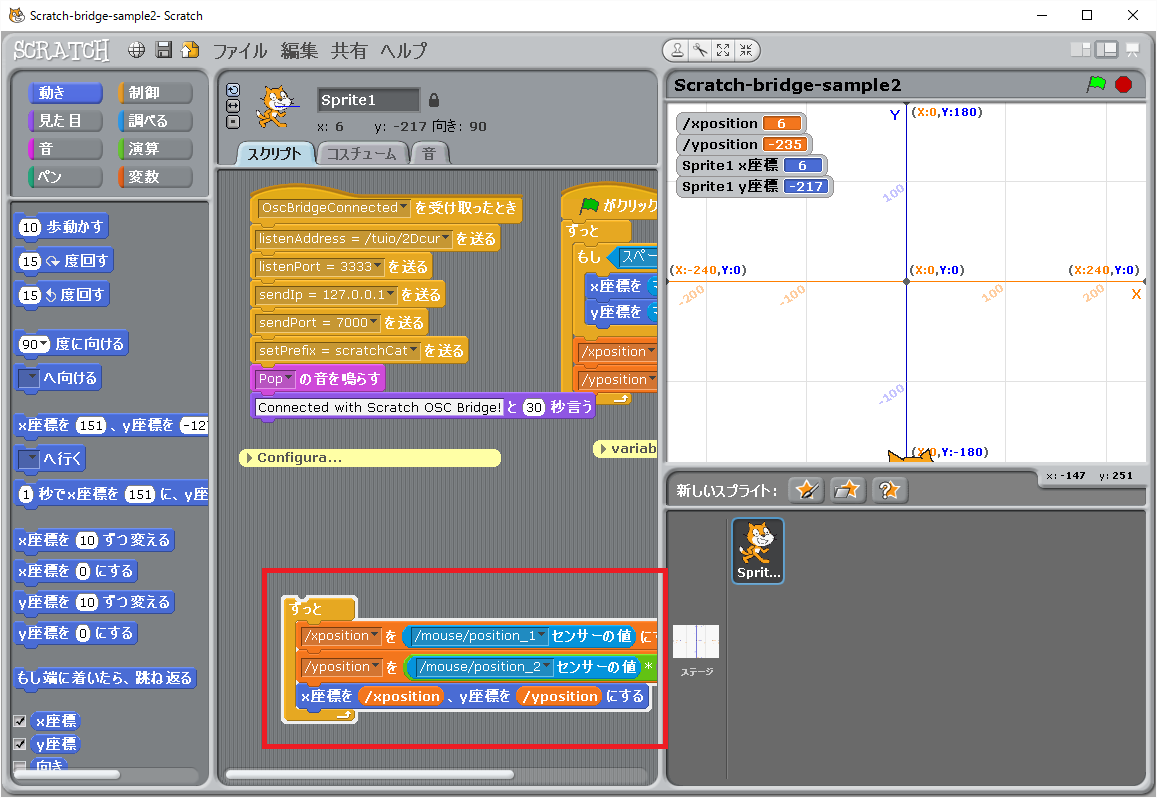 Scratch-bridge-sample2- Scratch
SCRATCH ファイル 編集 共有 ヘルプ
動き 制御
見た目 調べる
音 演算
ペン 変数
10 歩動かす
15 度回す
15 度回す
90 度に向ける
へ向ける
x座標を 151 、y座標を -12
へ行く
1 秒でx座標を 151 に、y座
x座標を 10 ずつ変える
x座標を 0 にする
y座標を 10 ずつ変える
y座標を 0 にする
もし端に着いたら、跳ね返る
x座標
y座標
向き
Sprite1
x: 6 y: -217 向き: 90
スクリプト コスチューム 音
OscBridgeConnected を受け取ったとき
listenAddress = /tuio/2Dcur を送る
listenPort = 3333 を送る
sendIp = 127.0.0.1 を送る
sendPort = 7000 を送る
setPrefix = scratchCat を送る
Pop の音を鳴らす
Connected with Scratch OSC Bridge! と 30 秒言う
Configura...
がクリック
ずっと
もし スペー
x座標を
y座標を
/xposition
/yposition
variab
ずっと
/xposition を /mouse/position_1 センサーの値 に
/yposition を /mouse/position_2 センサーの値 *
x座標を /xposition 、y座標を /yposition にする
Scratch-bridge-sample2
/xposition 6
/yposition -235
Sprite1 x座標 6
Sprite1 y座標 -217
Y (X:0,Y:180)
100
(X:-240,Y:0) (X:0,Y:0) (X:240,Y:0)
-200 -100 100 200 X
-100
(X:0,Y:-180)
x: -147 y: 251
新しいスプライト:
Sprit...
ステージ